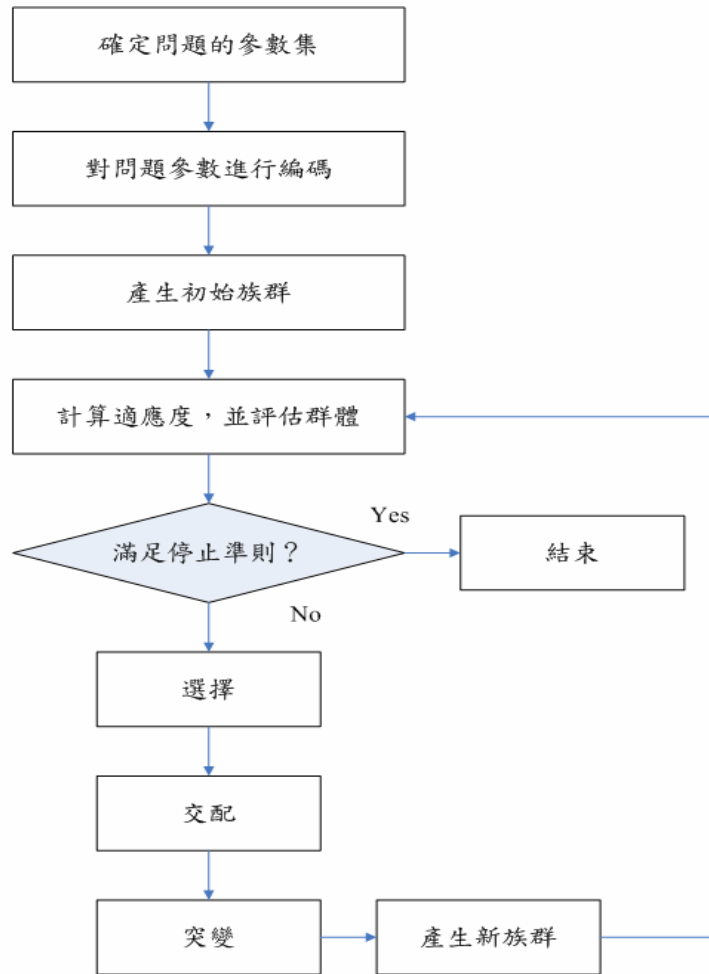 確定問題的參數集
對問題參數進行編碼
產生初始族群
計算適應度，並評估群體
滿足停止準則？
Yes
結束
No
選擇
交配
突變
產生新族群